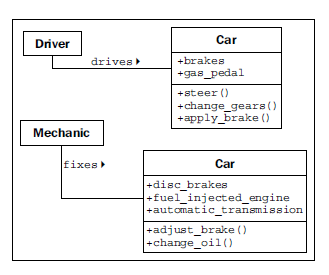 Driver
drives
Car
+brakes
+gas_pedal
+steer()
+change_gears()
+apply_brake()
Mechanic
fixes
Car
+disc_brakes
+fuel_injected_engine
+automatic_transmission
+adjust_brake()
+change_oil()